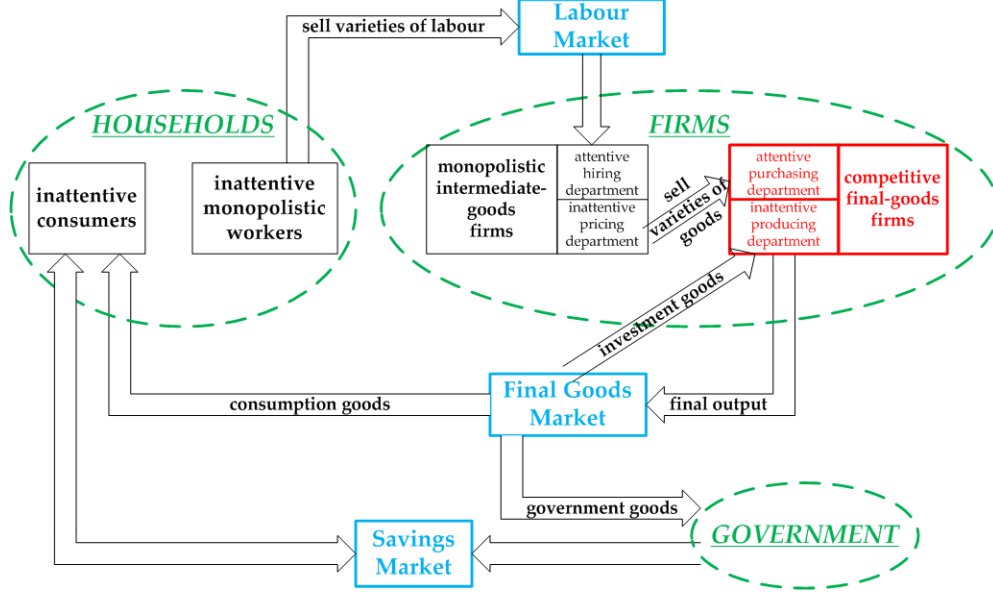 Labour
Market
sell varieties of labour
HOUSEHOLDS
FIRMS
inattentive
consumers
inattentive
monopolistic
workers
monopolistic
intermediate-
goods
firms
attentive
hiring
department
inattentive
pricing
department
sell
varieties of
goods
attentive
purchasing
department
inattentive
producing
department
competitive
final-goods
firms
investment goods
Final Goods
Market
consumption goods
final output
government goods
GOVERNMENT
Savings
Market